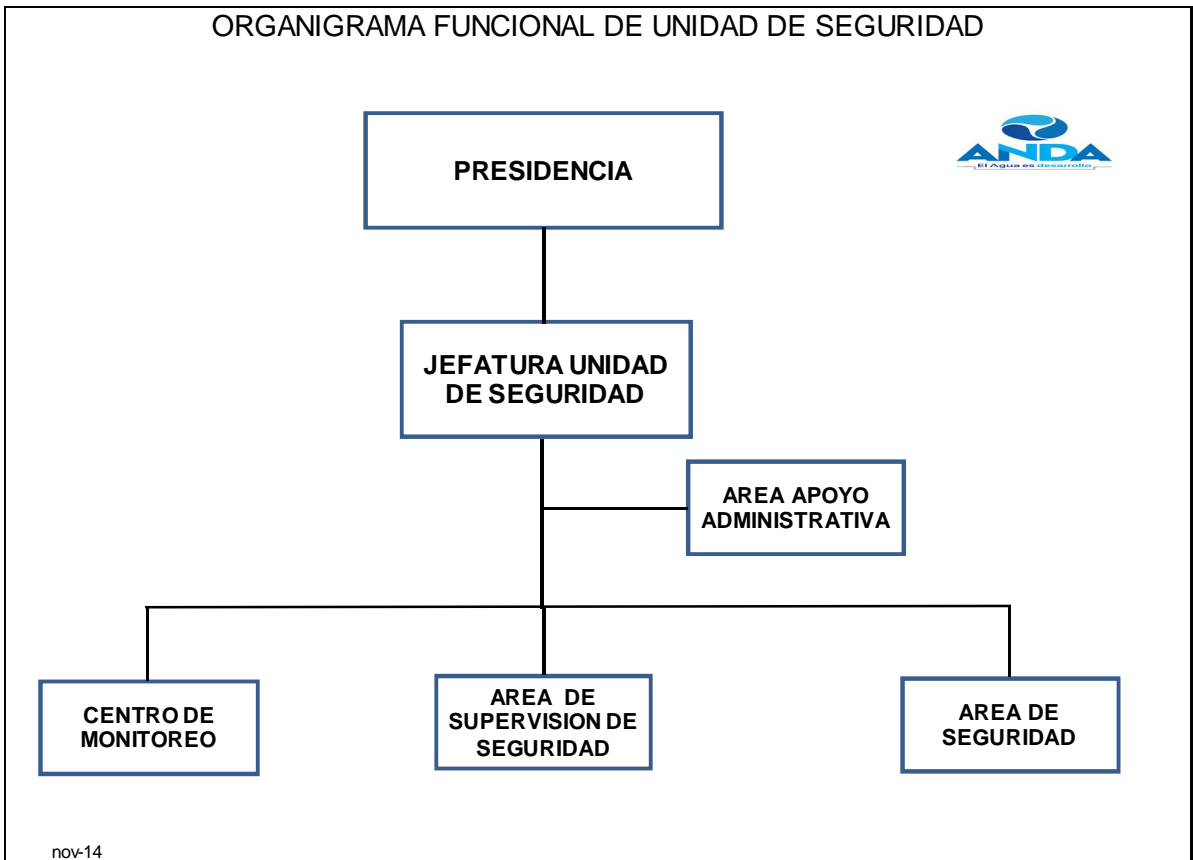 ORGANIGRAMA FUNCIONAL DE UNIDAD DE SEGURIDAD
ANDA
El Agua es desarrollo
PRESIDENCIA
JEFATURA UNIDAD
DE SEGURIDAD
AREA APOYO
ADMINISTRATIVA
CENTRO DE
MONITOREO
AREA DE
SUPERVISION DE
SEGURIDAD
AREA DE
SEGURIDAD
nov-14